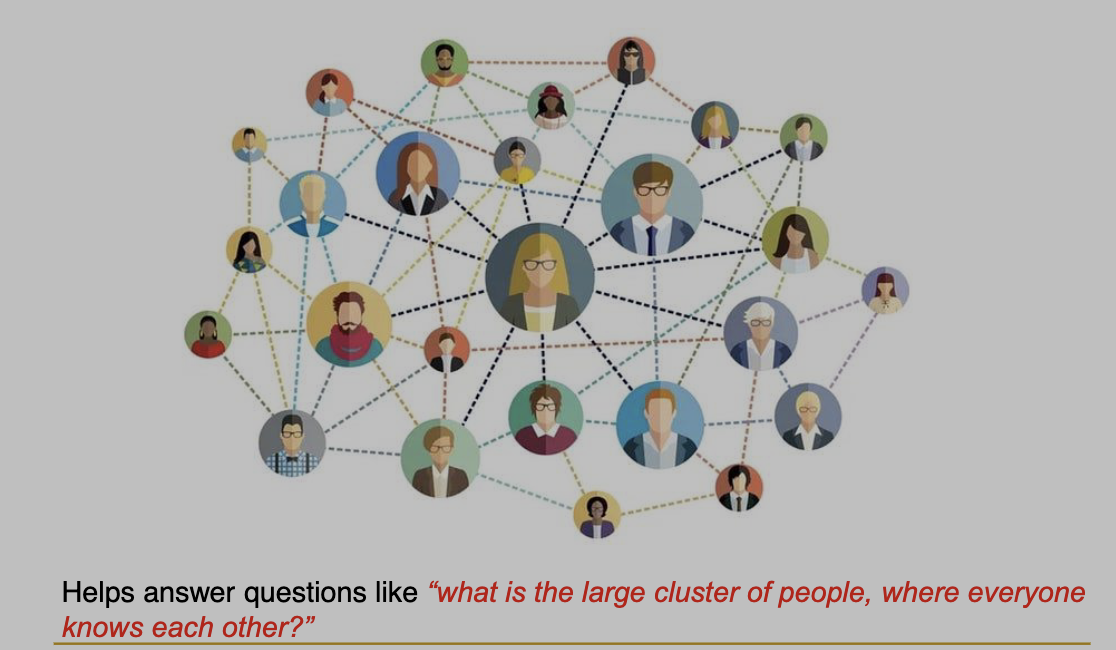 Helps answer questions like “what is the large cluster of people, where everyone
knows each other?”